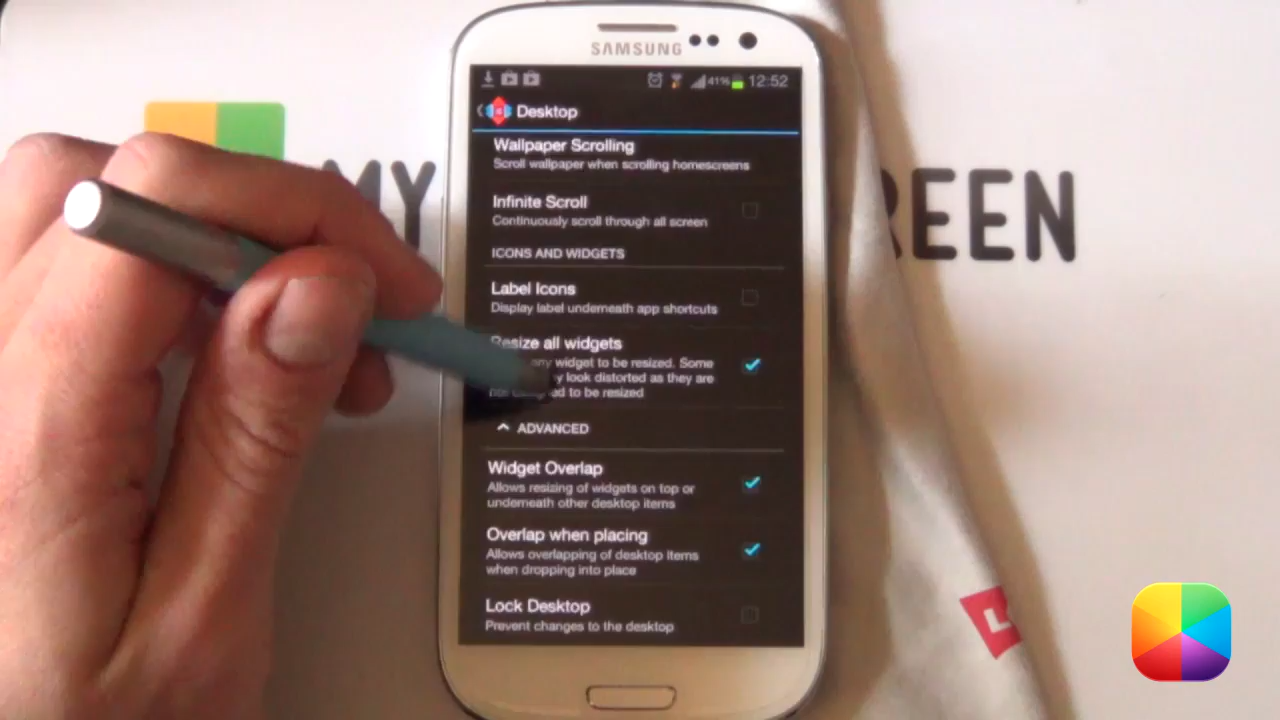 SAMSUNG
41% 12:52
Desktop
MY REEN
Wallpaper Scrolling
Scroll wallpaper when scrolling homescreens
Infinite Scroll
Continuously scroll through all screen
ICONS AND WIDGETS
Label Icons
Display label underneath app shortcuts
Resize all widgets
any widget to be resized. Some
look distorted as they are
to be resized
ADVANCED
Widget Overlap
Allows resizing of widgets on top or
underneath other desktop items
Overlap when placing
Allows overlapping of desktop items
when dropping into place
Lock Desktop
Prevent changes to the desktop